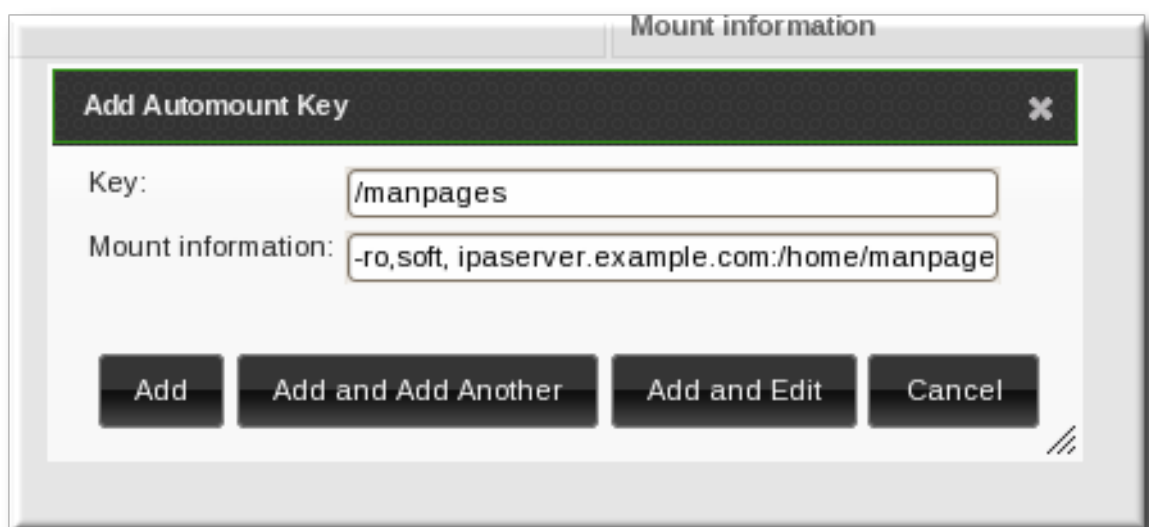 Mount information
Add Automount Key
Key:
/manpages
Mount information:
-ro,soft, ipaserver.example.com:/home/manpage
Add
Add and Add Another
Add and Edit
Cancel